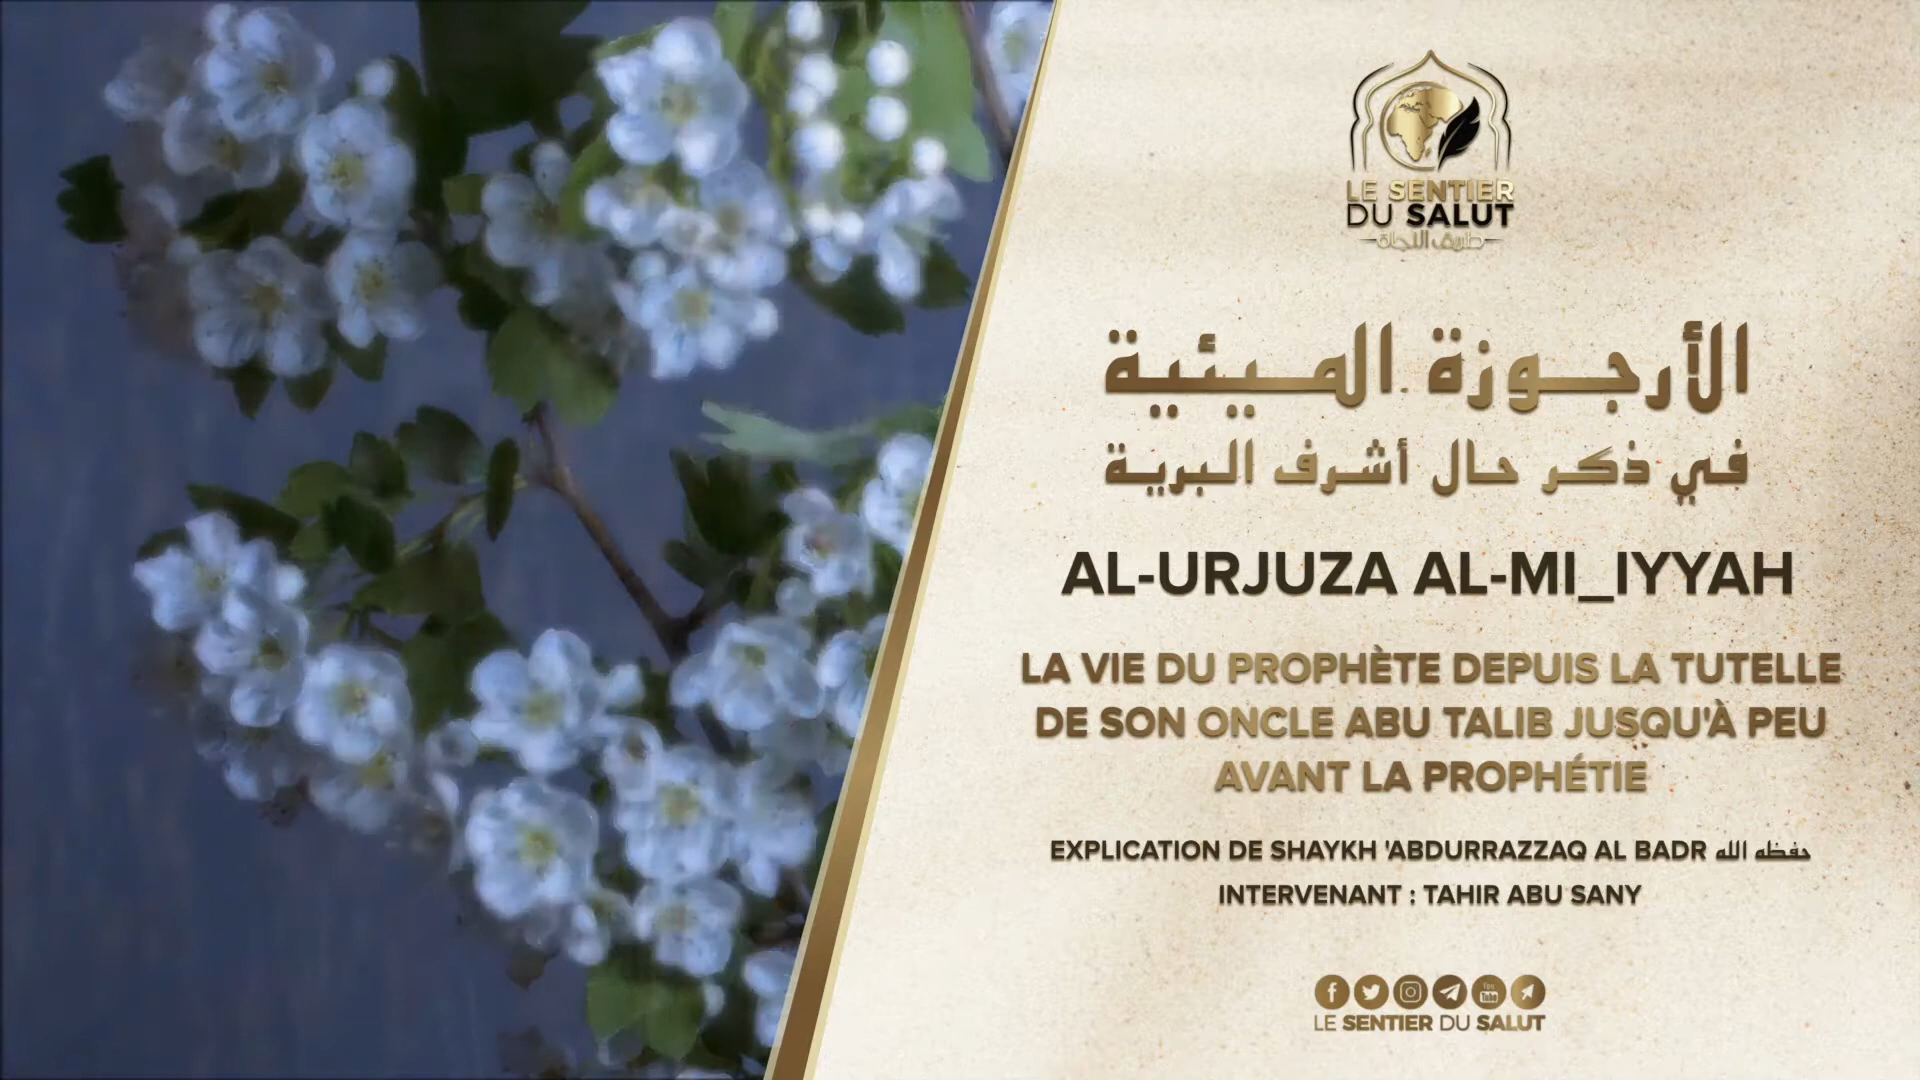 LE SENTIER
DU SALUT
طريق النجاة
الأرجوزة الميئية
في ذكر حال أشرف البرية
AL-URJUZA AL-MI_IYYAH
LA VIE DU PROPHÈTE DEPUIS LA TUTELLE
DE SON ONCLE ABU TALIB JUSQU'À PEU
AVANT LA PROPHÉTIE
EXPLICATION DE SHAYKH 'ABDURRAZZAQ AL BADR حفظه الله
INTERVENANT : TAHIR ABU SANY
You Tube
LE SENTIER DU SALUT